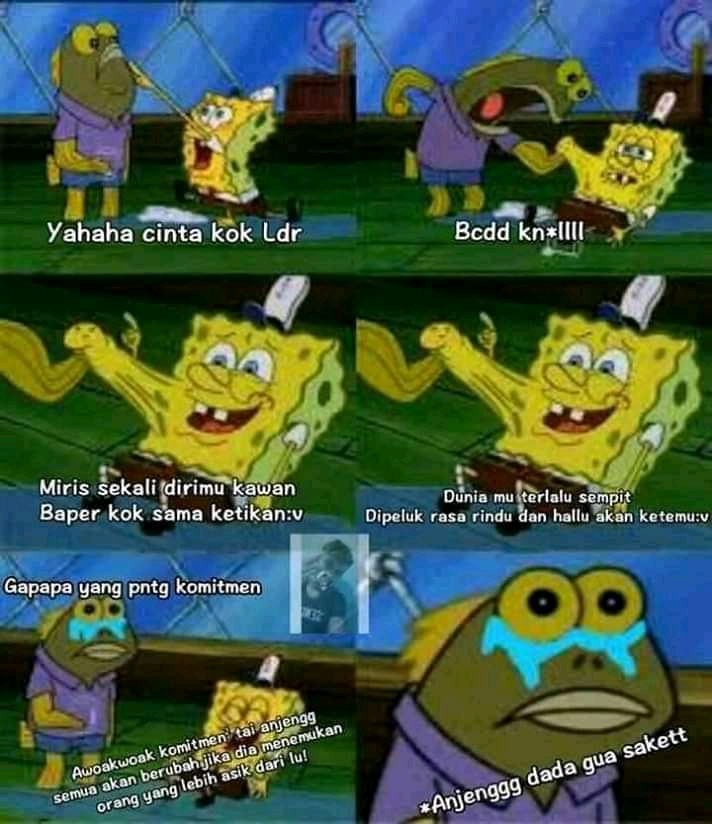 Yahaha cinta kok Ldr
Bcdd kn*llll
Miris sekali dirimu kawan
Baper kok sama ketikan:v
Dunia mu terlalu sempit
Dipeluk rasa rindu dan hallu akan ketemu:v
Gapapa yang pntg komitmen
Awoakwoak komitmen? tai anjengg
semua akan berubah jika dia menemukan
orang yang lebih asik dari lu!
*Anjenggg dada gua sakett